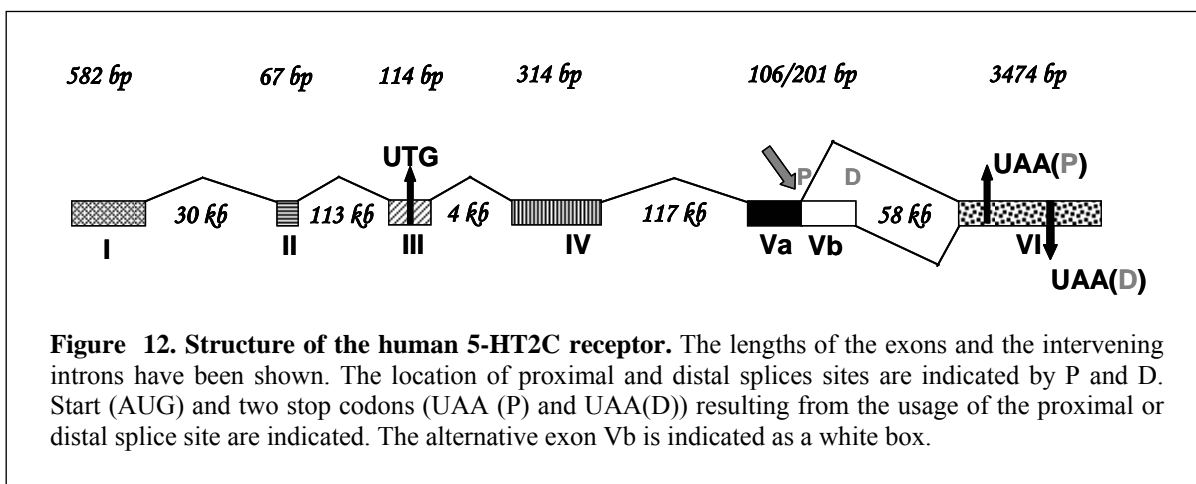 582 bp 67 bp 114 bp 314 bp 106/201 bp 3474 bp
UTG P D UAA(P)
30 kb 113 kb 4 kb 117 kb 58 kb
I II III IV Va Vb VI
UAA(D)
Figure 12. Structure of the human 5-HT2C receptor. The lengths of the exons and the intervening
introns have been shown. The location of proximal and distal splices sites are indicated by P and D.
Start (AUG) and two stop codons (UAA (P) and UAA(D)) resulting from the usage of the proximal or
distal splice site are indicated. The alternative exon Vb is indicated as a white box.